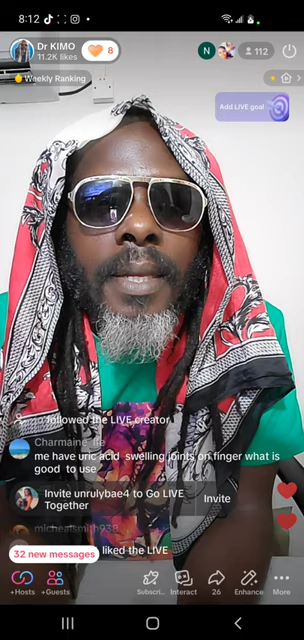 8:12
Dr KIMO
11.2K likes
8
N
112
Weekly Ranking
Add LIVE goal
followed the LIVE creator
Charmaine_fie
me have uric acid swelling joints on finger what is
good to use
Invite unrulybae4 to Go LIVE
Together
Invite
michealsmith938
32 new messages
liked the LIVE
+Hosts
+Guests
Subscri...
Interact
26
Enhance
More